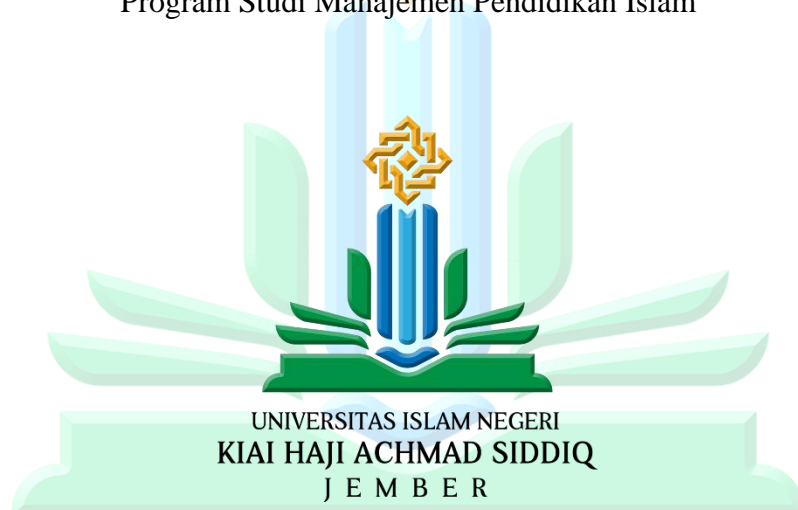 Program Studi Manajemen Pendidikan Islam
UNIVERSITAS ISLAM NEGERI
KIAI HAJI ACHMAD SIDDIQ
J E M B E R